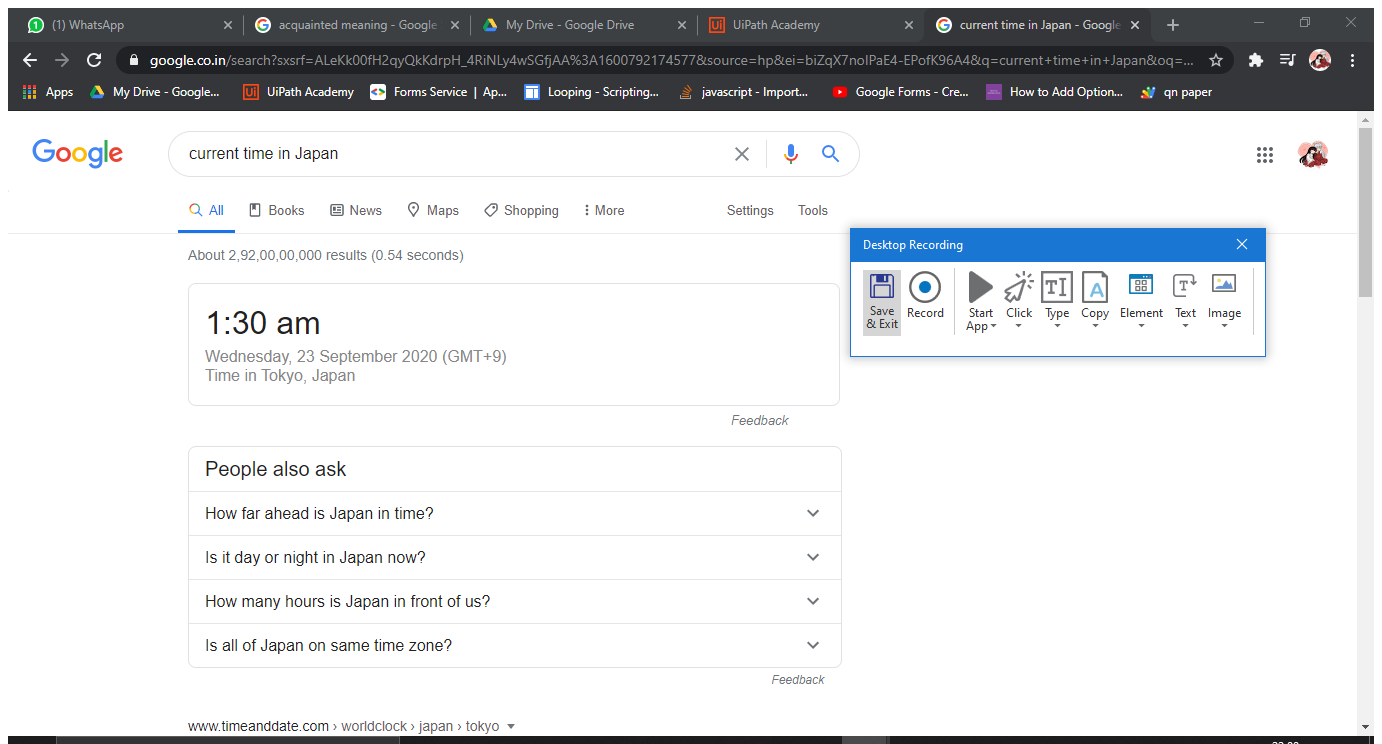 (1) WhatsApp
acquainted meaning - Google
My Drive - Google Drive
UiPath Academy
current time in Japan - Google
google.co.in/search?sxsrf=ALeKk00fH2qyQkKdrpH_4RiNLy4wSGfjAA%3A1600792174577&source=hp&ei=biZqX7noIPaE4-EPofK96A4&q=current+time+in+Japan&oq=...
Apps
My Drive - Google...
UiPath Academy
Forms Service | Ap...
Looping - Scripting...
javascript - Import...
Google Forms - Cre...
How to Add Option...
qn paper
Google
current time in Japan
All
Books
News
Maps
Shopping
More
Settings
Tools
About 2,92,00,00,000 results (0.54 seconds)
1:30 am
Wednesday, 23 September 2020 (GMT+9)
Time in Tokyo, Japan
Feedback
Desktop Recording
Save
& Exit
Record
Start
App
Click
Type
Copy
Element
Text
Image
People also ask
How far ahead is Japan in time?
Is it day or night in Japan now?
How many hours is Japan in front of us?
Is all of Japan on same time zone?
Feedback
www.timeanddate.com › worldclock › japan › tokyo